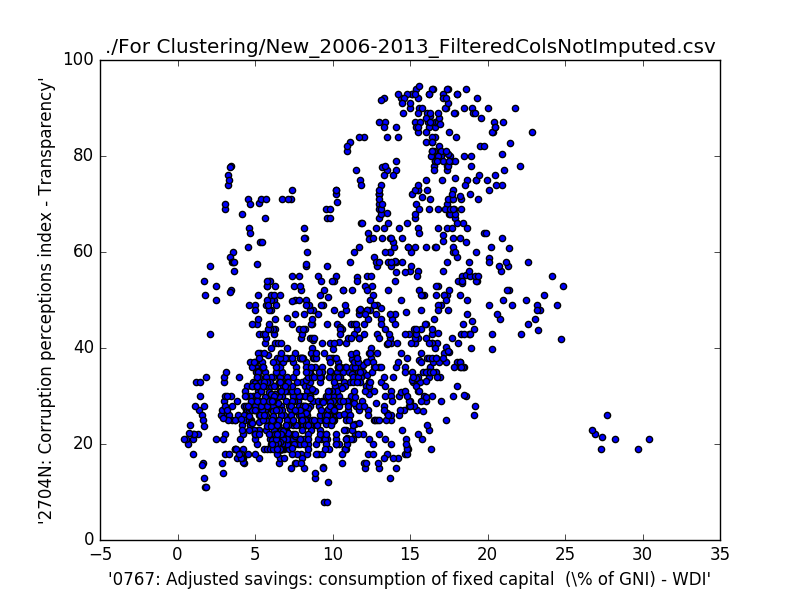 ./For Clustering/New_2006-2013_FilteredColsNotImputed.csv
100
80
60
40
20
0
'2704N: Corruption perceptions index - Transparency'
−5 0 5 10 15 20 25 30 35
'0767: Adjusted savings: consumption of fixed capital (\% of GNI) - WDI'